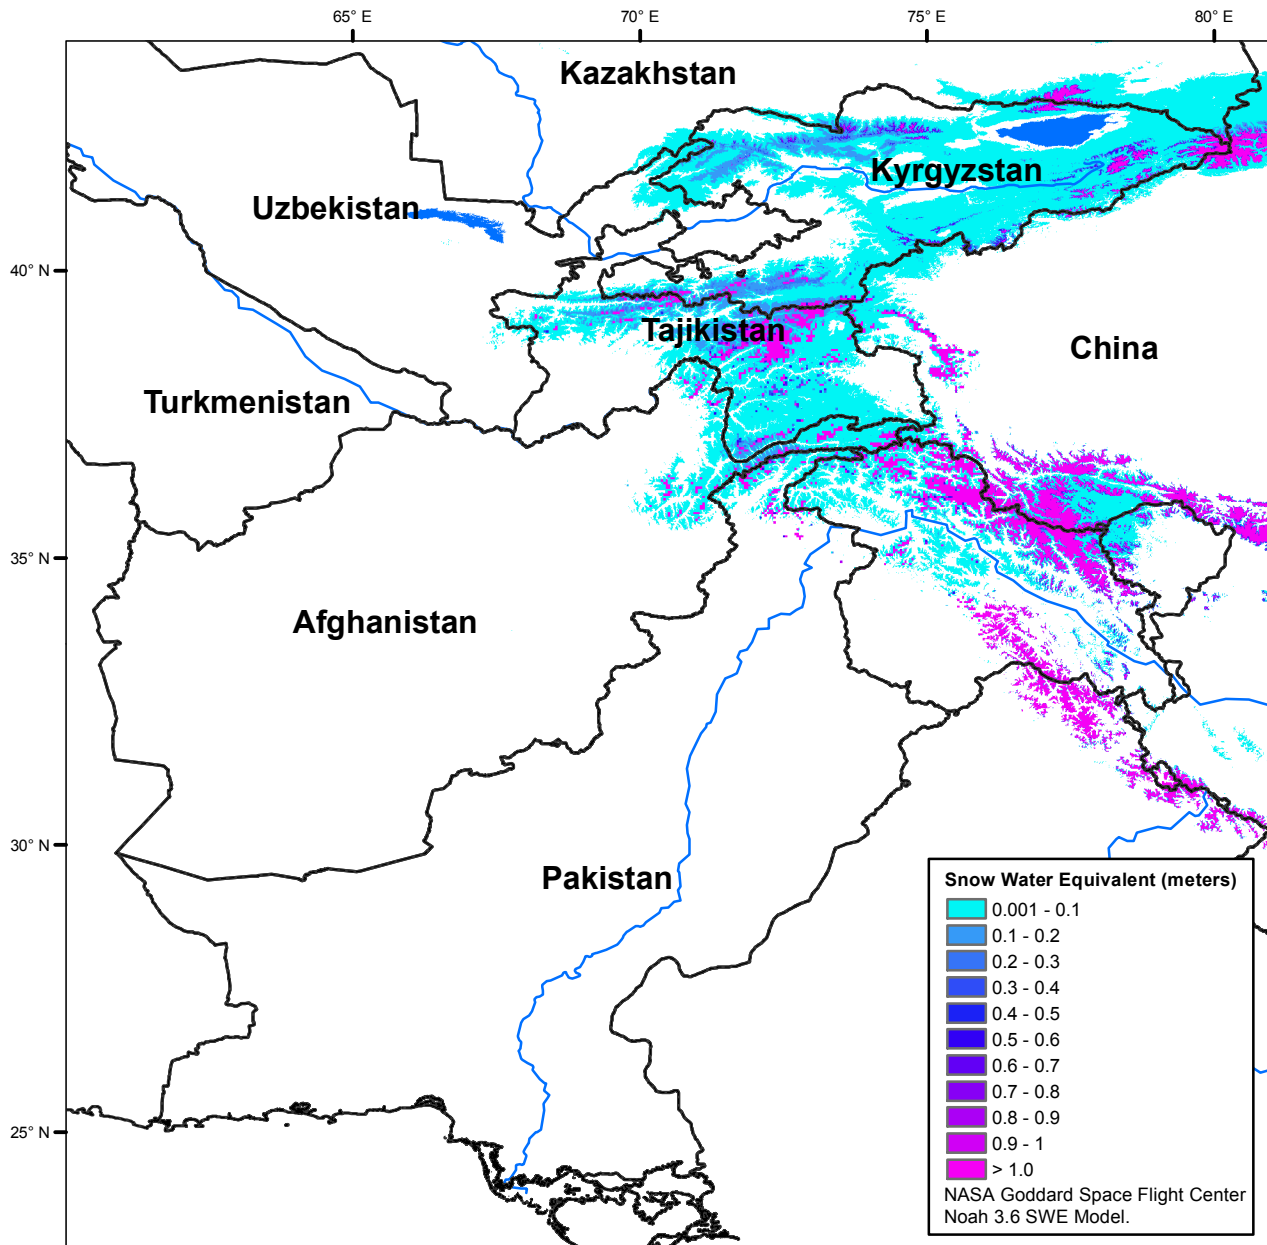 65° E
70° E
75° E
80° E
Kazakhstan
Kyrgyzstan
Uzbekistan
40° N
Tajikistan
China
Turkmenistan
35° N
Afghanistan
30° N
Pakistan
25° N
Snow Water Equivalent (meters)
0.001 - 0.1
0.1 - 0.2
0.2 - 0.3
0.3 - 0.4
0.4 - 0.5
0.5 - 0.6
0.6 - 0.7
0.7 - 0.8
0.8 - 0.9
0.9 - 1
> 1.0
NASA Goddard Space Flight Center
Noah 3.6 SWE Model.